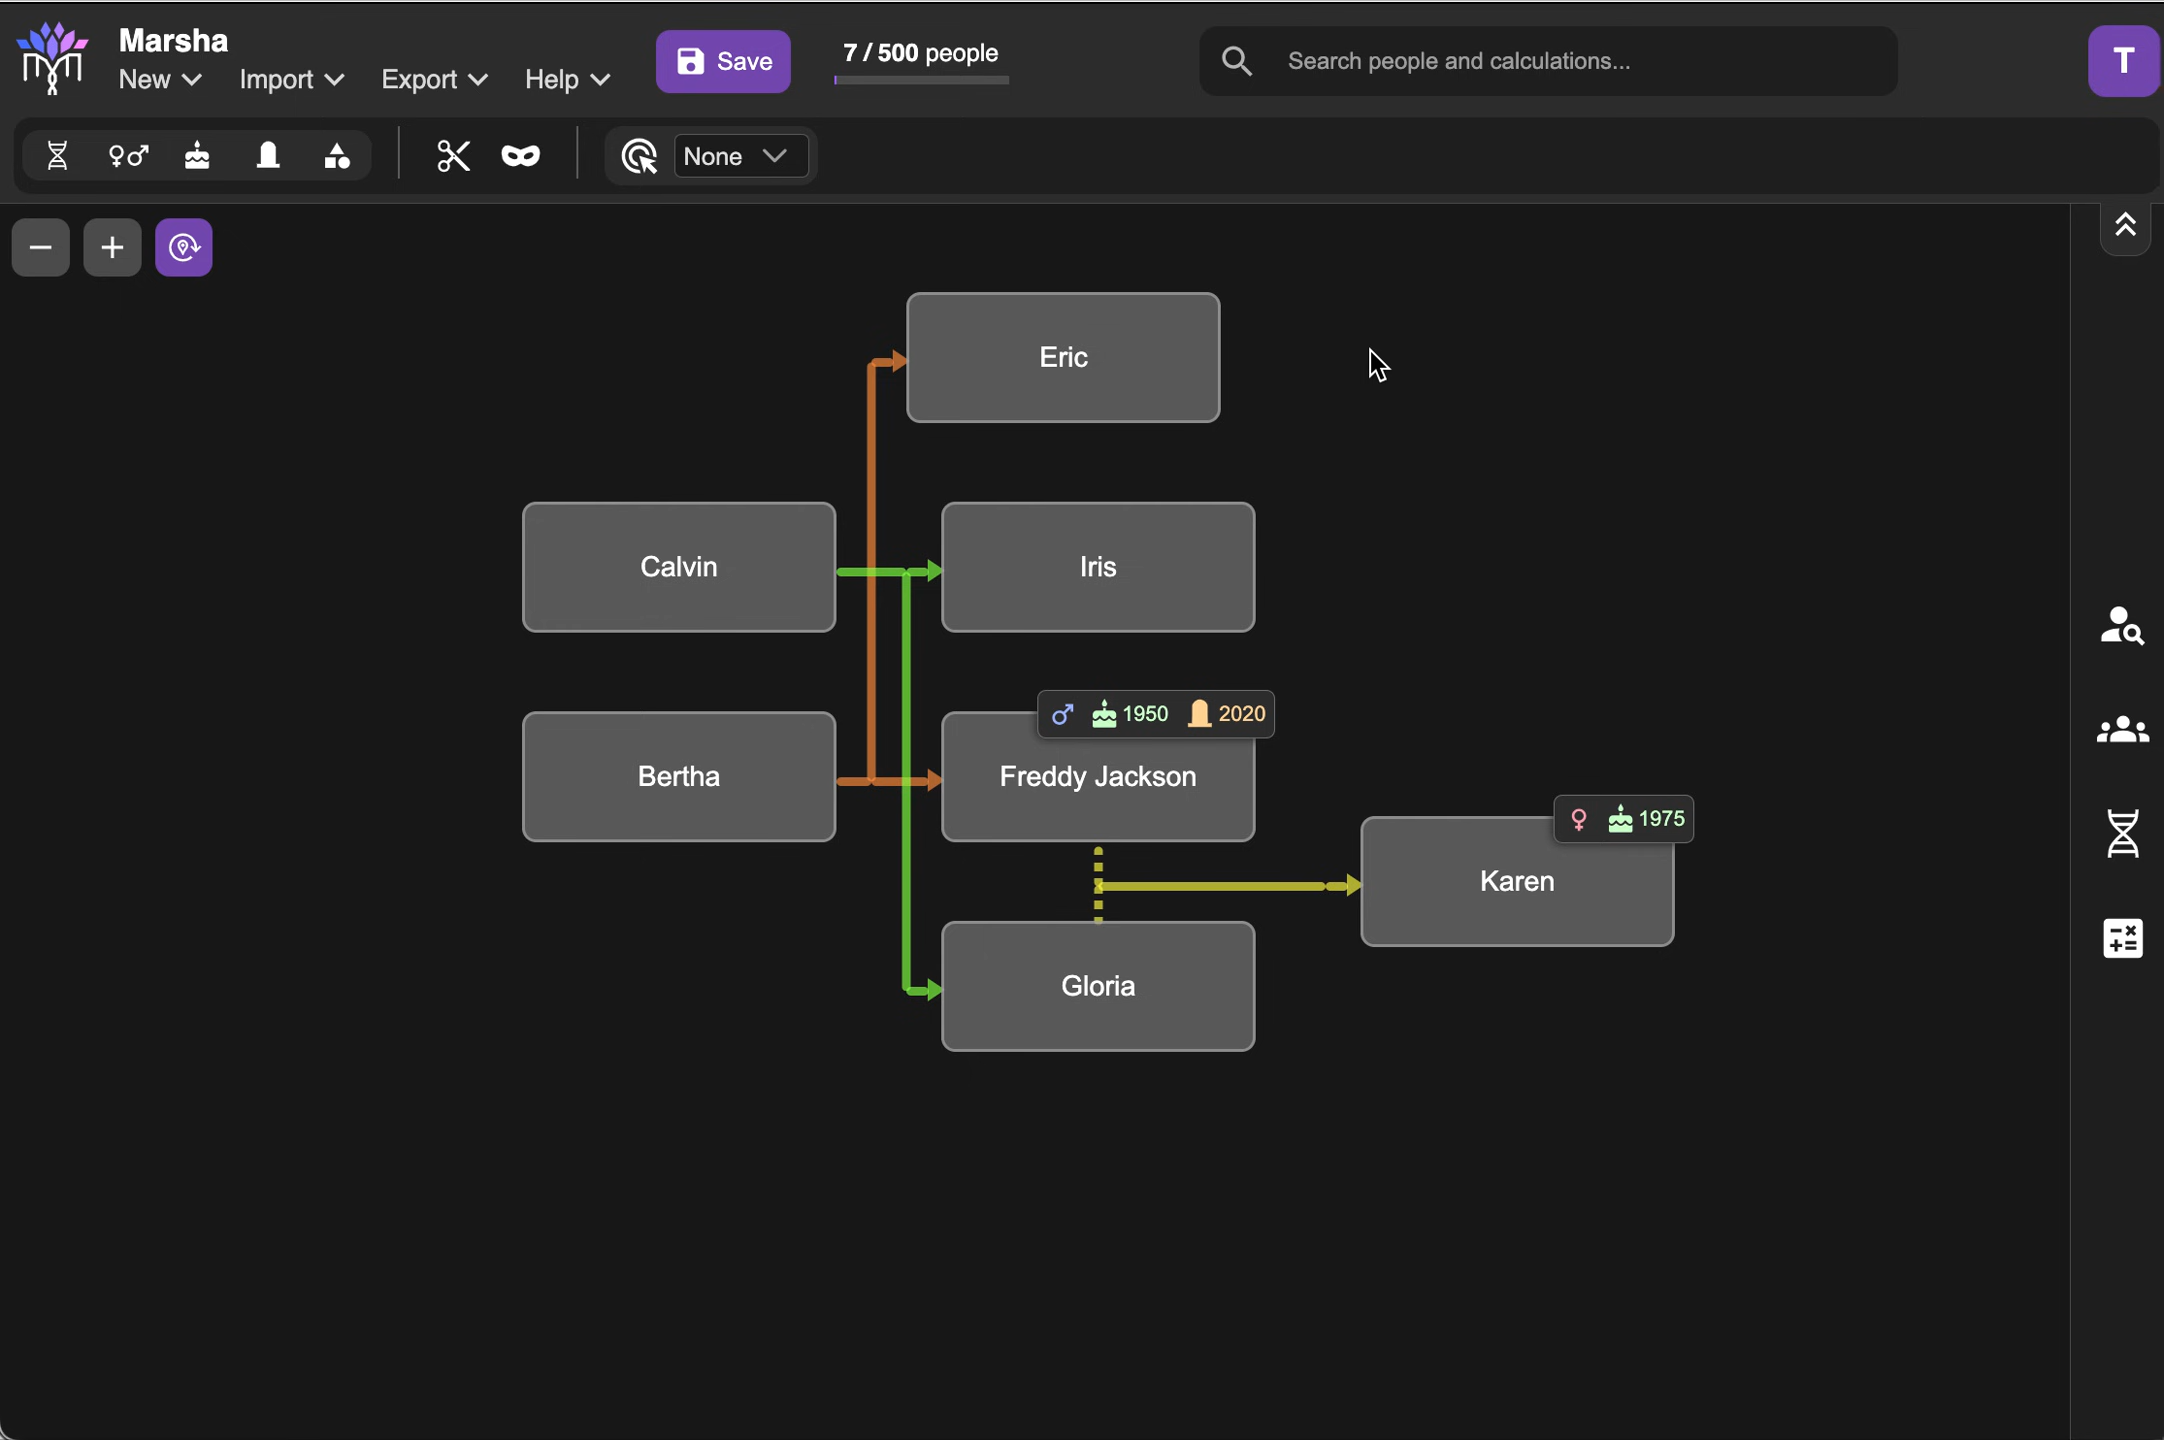 Marsha
New Import Export Help
Save
7 / 500 people
Search people and calculations...
T
None
Eric
Calvin
Iris
1950 2020
Bertha
Freddy Jackson
1975
Karen
Gloria